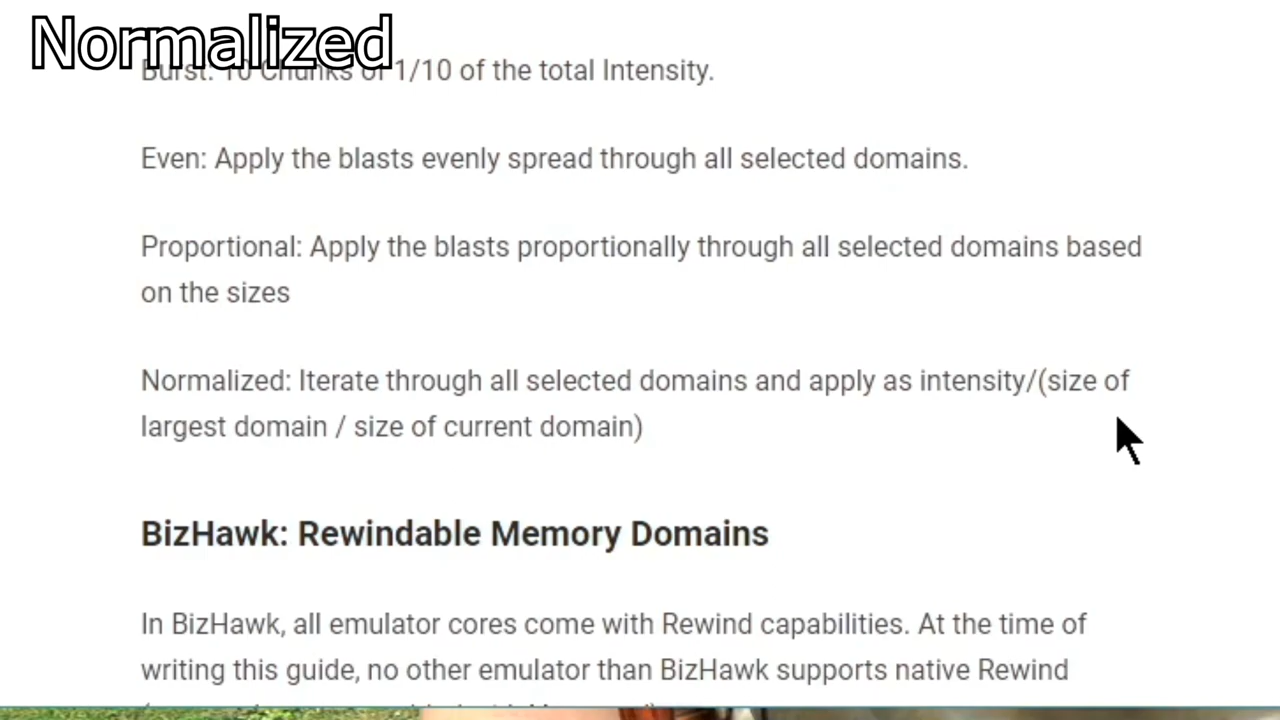 Normalized
Burst: 10 Chunks of 1/10 of the total Intensity.
Even: Apply the blasts evenly spread through all selected domains.
Proportional: Apply the blasts proportionally through all selected domains based
on the sizes
Normalized: Iterate through all selected domains and apply as intensity/(size of
largest domain / size of current domain)
BizHawk: Rewindable Memory Domains
In BizHawk, all emulator cores come with Rewind capabilities. At the time of
writing this guide, no other emulator than BizHawk supports native Rewind